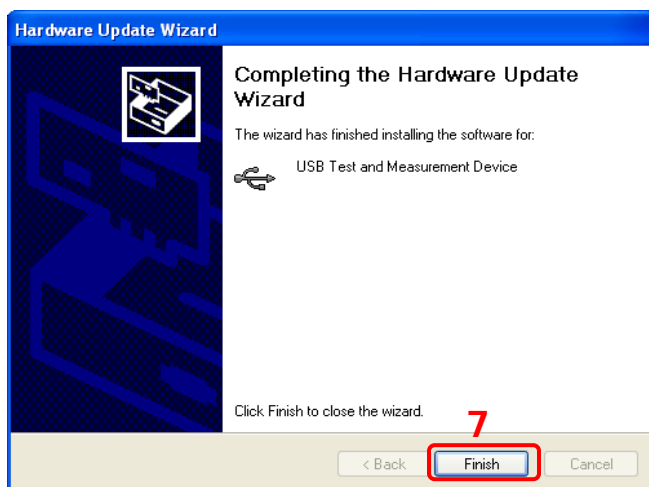 Hardware Update Wizard
Completing the Hardware Update
Wizard
The wizard has finished installing the software for:
USB Test and Measurement Device
Click Finish to close the wizard.
7
< Back
Finish
Cancel